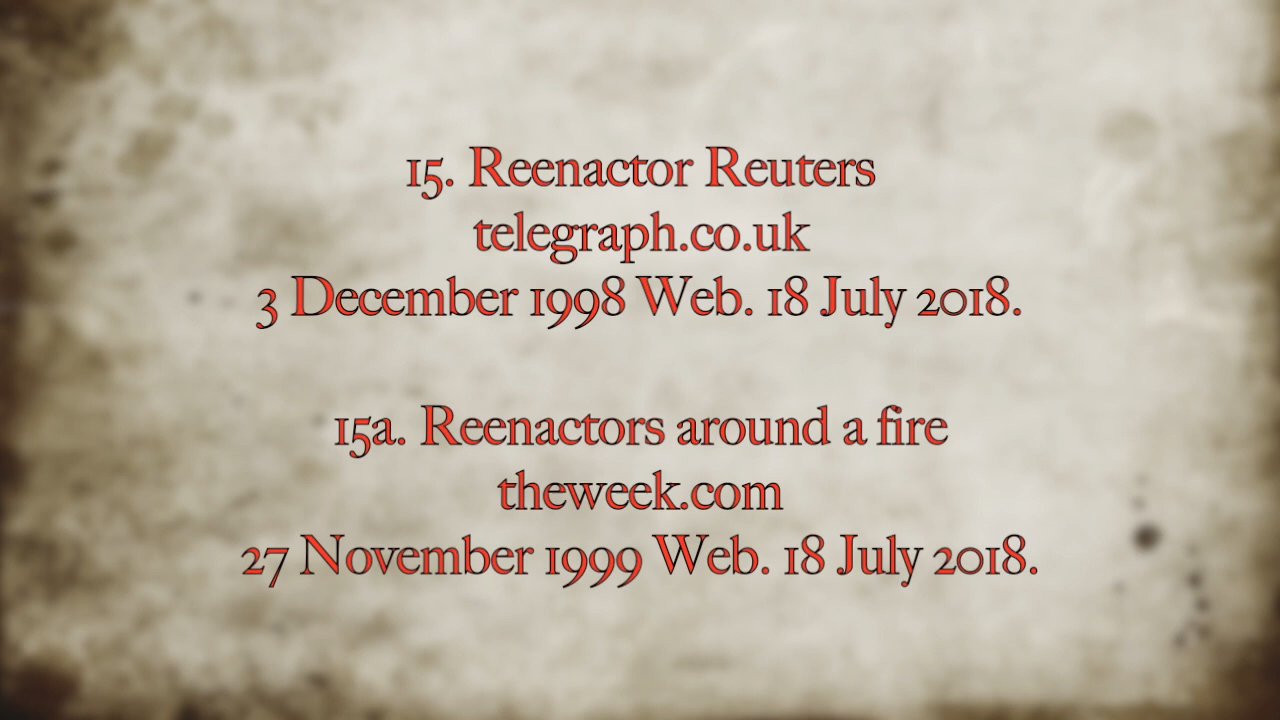 15. Reenactor Reuters
telegraph.co.uk
3 December 1998 Web. 18 July 2018.
15a. Reenactors around a fire
theweek.com
27 November 1999 Web. 18 July 2018.